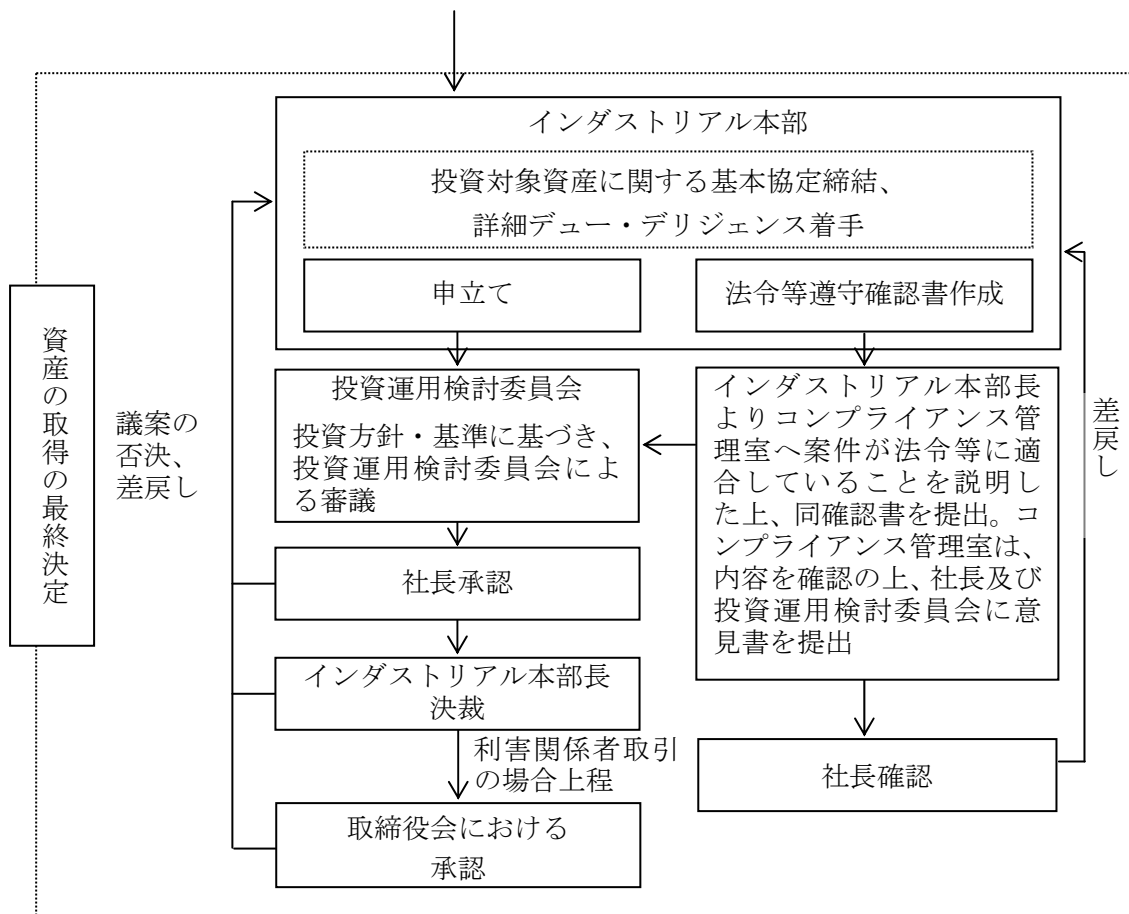 インダストリアル本部
投資対象資産に関する基本協定締結、
詳細デュー・デリジェンス着手
申立て
法令等遵守確認書作成
資産の取得の最終決定
議案の
否決、
差戻し
投資運用検討委員会
投資方針・基準に基づき、
投資運用検討委員会によ
る審議
インダストリアル本部長
よりコンプライアンス管
理室へ案件が法令等に適
合していることを説明し
た上、同確認書を提出。コ
ンプライアンス管理室は、
内容を確認の上、社長及び
投資運用検討委員会に意
見書を提出
差戻し
社長承認
インダストリアル本部長
決裁
利害関係者取引
の場合上程
社長確認
取締役会における
承認